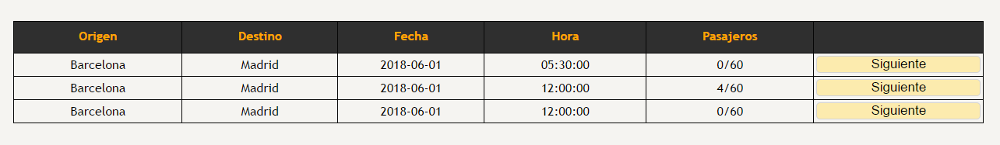 Origen Destino Fecha Hora Pasajeros
Barcelona Madrid 2018-06-01 05:30:00 0/60 Siguiente
Barcelona Madrid 2018-06-01 12:00:00 4/60 Siguiente
Barcelona Madrid 2018-06-01 12:00:00 0/60 Siguiente